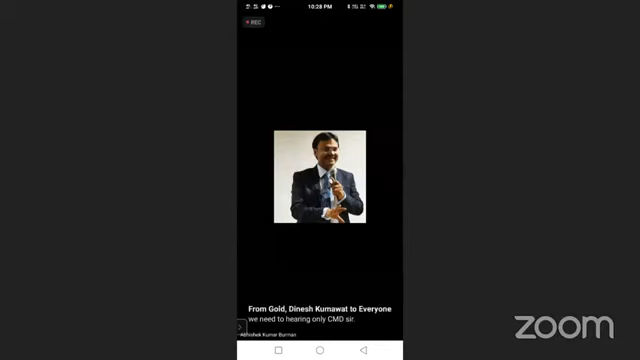 10:28 PM
REC
From Gold, Dinesh Kumawat to Everyone
we need to hearing only CMD sir.
Abhishek Kumar Burman
zoom